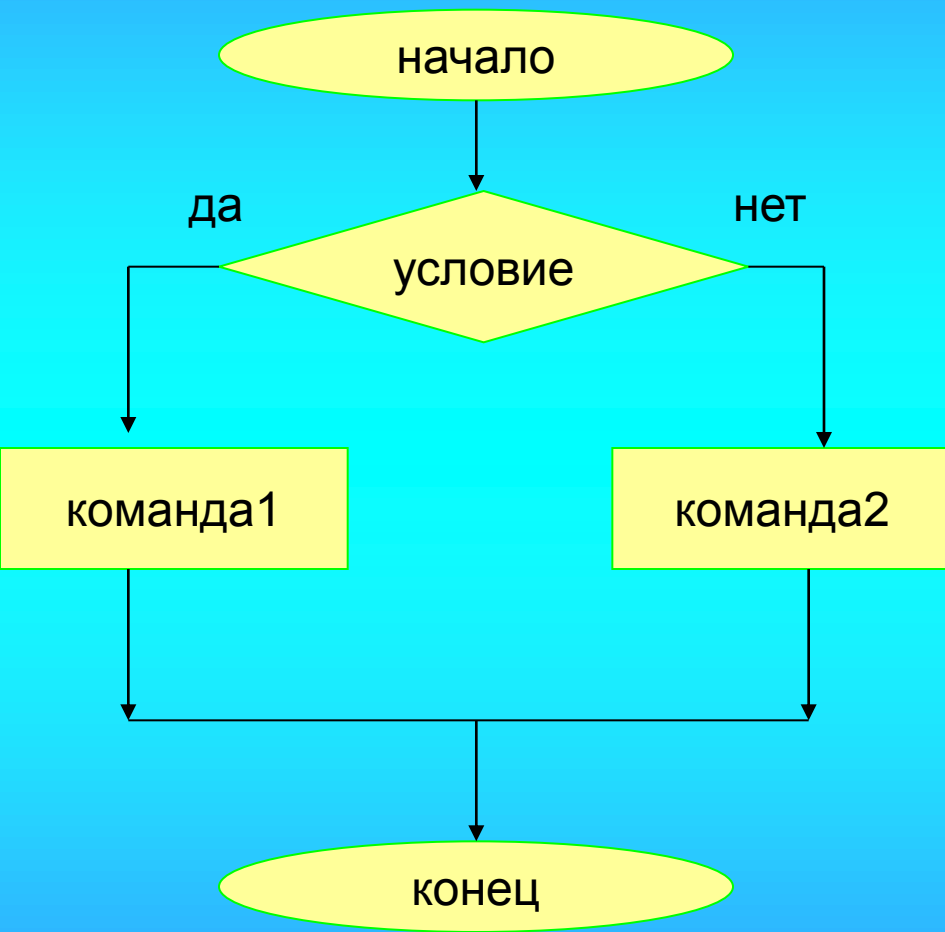 начало
да
нет
условие
команда1
команда2
конец